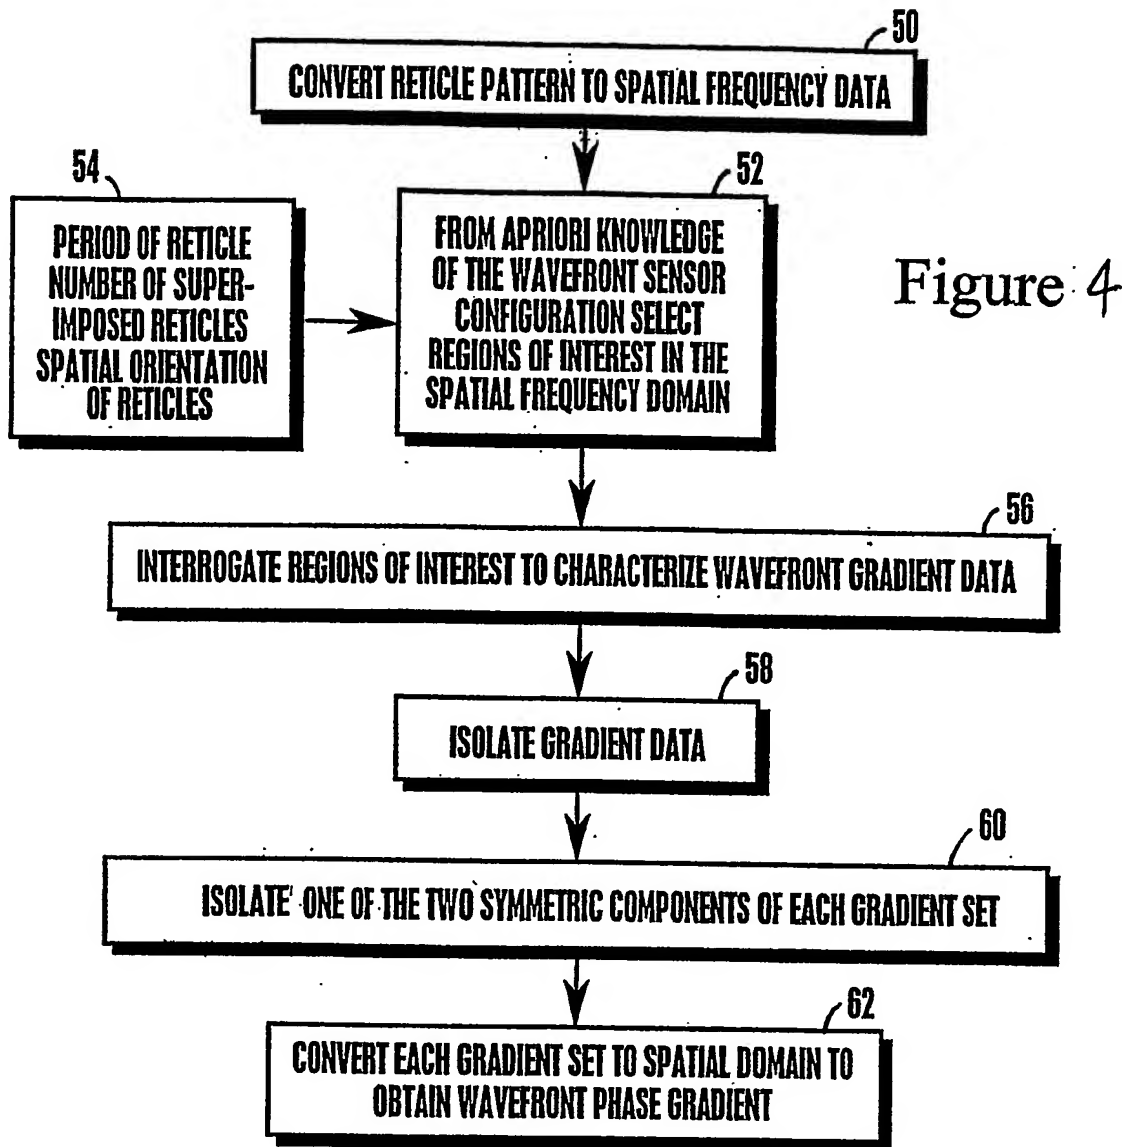 50
CONVERT RETICLE PATTERN TO SPATIAL FREQUENCY DATA
54
PERIOD OF RETICLE
NUMBER OF SUPER-
IMPOSED RETICLES
SPATIAL ORIENTATION
OF RETICLES
52
FROM APRIORI KNOWLEDGE
OF THE WAVEFRONT SENSOR
CONFIGURATION SELECT
REGIONS OF INTEREST IN THE
SPATIAL FREQUENCY DOMAIN
Figure 4
56
INTERROGATE REGIONS OF INTEREST TO CHARACTERIZE WAVEFRONT GRADIENT DATA
58
ISOLATE GRADIENT DATA
60
ISOLATE ONE OF THE TWO SYMMETRIC COMPONENTS OF EACH GRADIENT SET
62
CONVERT EACH GRADIENT SET TO SPATIAL DOMAIN TO
OBTAIN WAVEFRONT PHASE GRADIENT